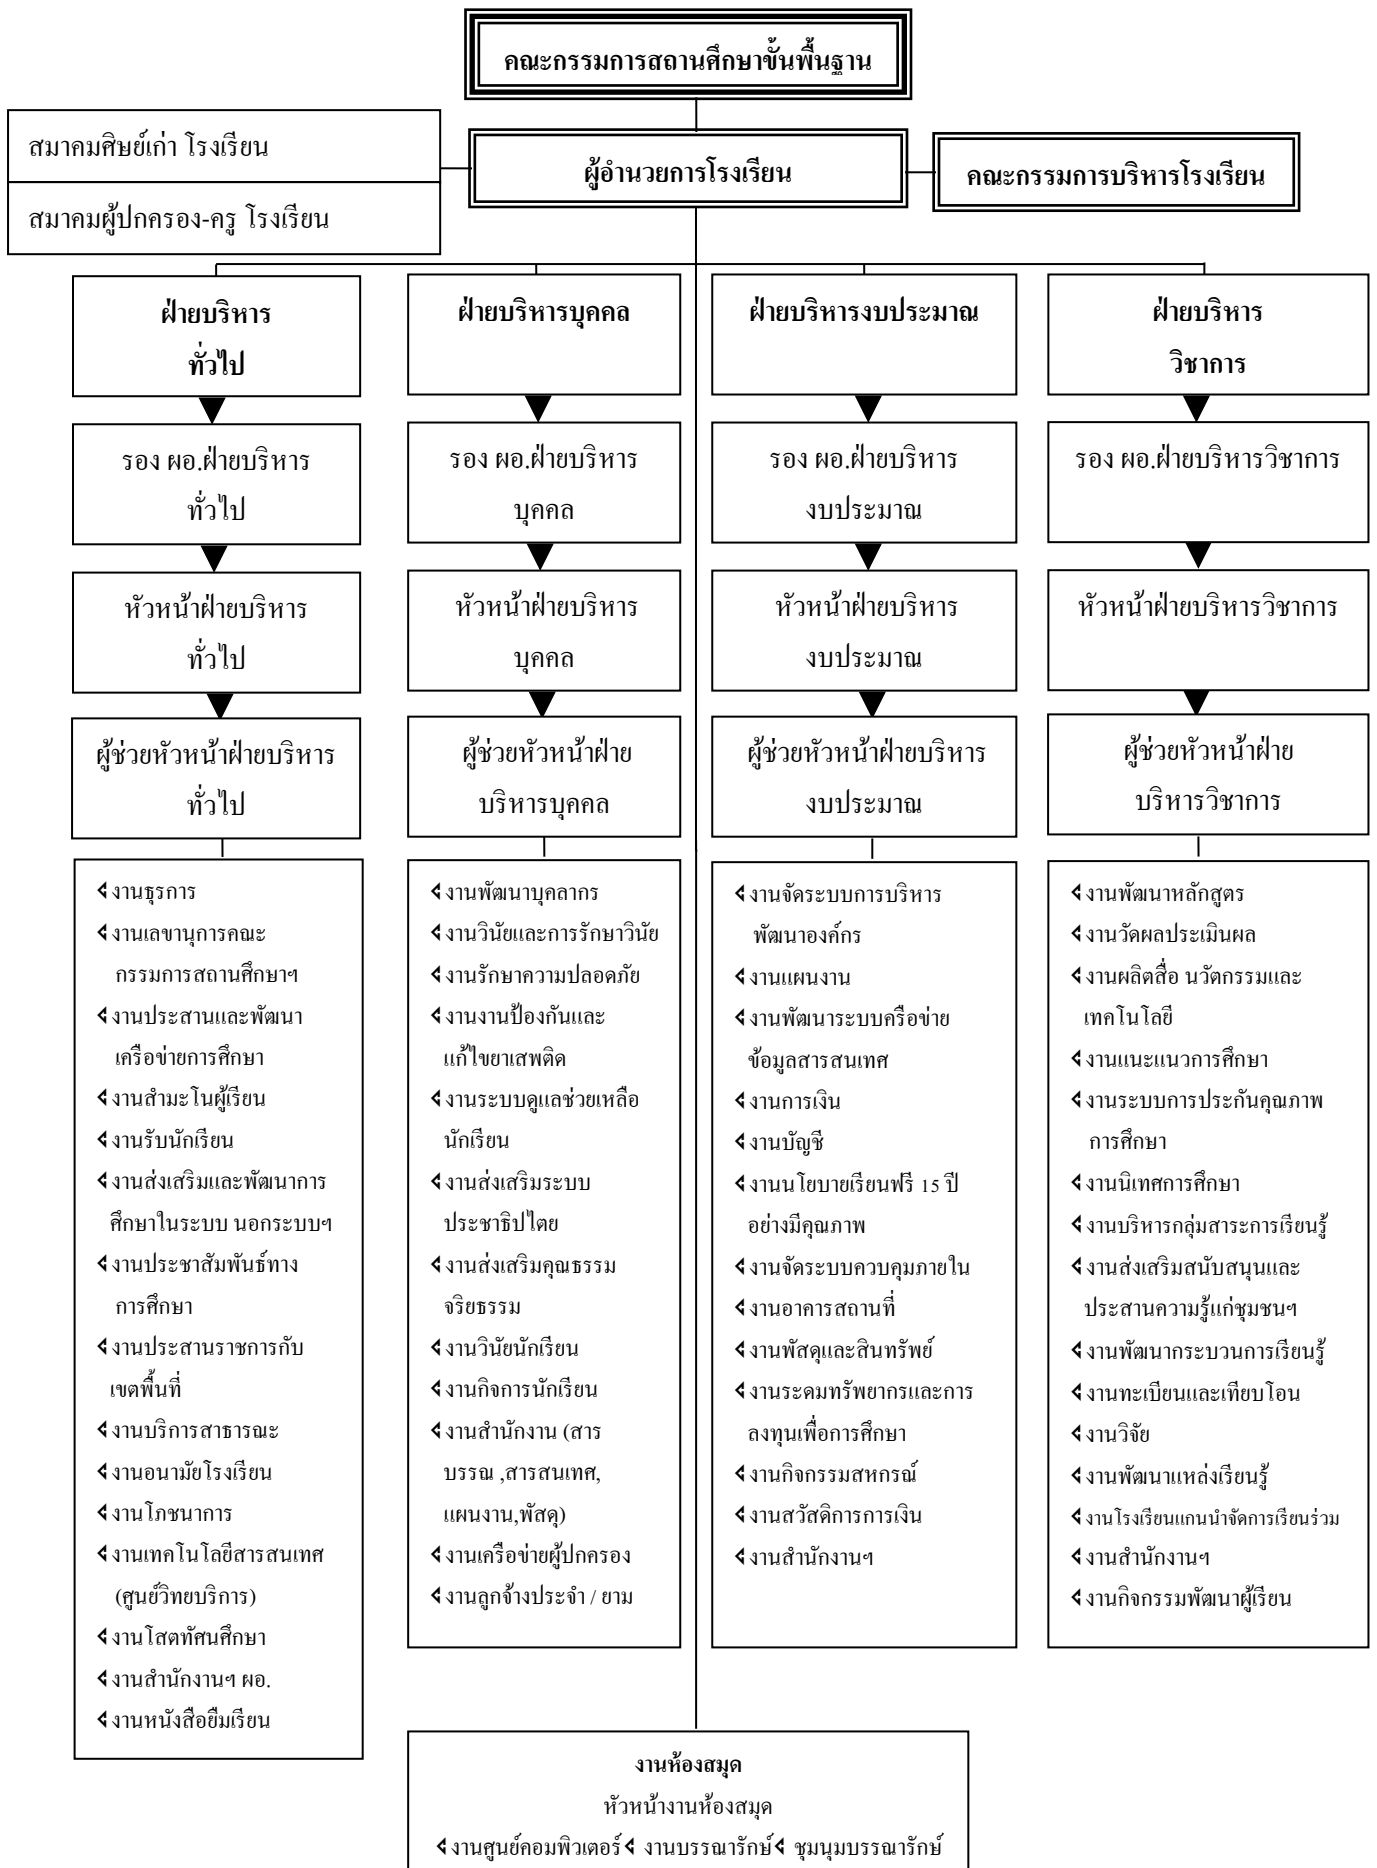 คณะกรรมการสถานศึกษาขั้นพื้นฐาน
สมาคมศิษย์เก่า โรงเรียน
สมาคมผู้ปกครอง-ครู โรงเรียน
ผู้อำนวยการโรงเรียน
คณะกรรมการบริหารโรงเรียน
ฝ่ายบริหาร
ทั่วไป
รอง ผอ.ฝ่ายบริหาร
ทั่วไป
หัวหน้าฝ่ายบริหาร
ทั่วไป
ผู้ช่วยหัวหน้าฝ่ายบริหาร
ทั่วไป
งานธุรการ
งานเลขานุการคณะ
กรรมการสถานศึกษาฯ
งานประสานและพัฒนา
เครือข่ายการศึกษา
งานสำมะโนผู้เรียน
งานรับนักเรียน
งานส่งเสริมและพัฒนาการ
ศึกษาในระบบ นอกระบบฯ
งานประชาสัมพันธ์ทาง
การศึกษา
งานประสานราชการกับ
เขตพื้นที่
งานบริการสาธารณะ
งานอนามัยโรงเรียน
งานโภชนาการ
งานเทคโนโลยีสารสนเทศ
(ศูนย์วิทยบริการ)
งานโสตทัศนศึกษา
งานสำนักงานฯ ผอ.
งานหนังสือยืมเรียน
ฝ่ายบริหารบุคคล
รอง ผอ.ฝ่ายบริหาร
บุคคล
หัวหน้าฝ่ายบริหาร
บุคคล
ผู้ช่วยหัวหน้าฝ่าย
บริหารบุคคล
งานพัฒนาบุคลากร
งานวินัยและการรักษาวินัย
งานรักษาความปลอดภัย
งานงานป้องกันและ
แก้ไขยาเสพติด
งานระบบดูแลช่วยเหลือ
นักเรียน
งานส่งเสริมระบบ
ประชาธิปไตย
งานส่งเสริมคุณธรรม
จริยธรรม
งานวินัยนักเรียน
งานกิจการนักเรียน
งานสำนักงาน (สาร
บรรณ ,สารสนเทศ,
แผนงาน,พัสดุ)
งานเครือข่ายผู้ปกครอง
งานลูกจ้างประจำ / ยาม
ฝ่ายบริหารงบประมาณ
รอง ผอ.ฝ่ายบริหาร
งบประมาณ
หัวหน้าฝ่ายบริหาร
งบประมาณ
ผู้ช่วยหัวหน้าฝ่ายบริหาร
งบประมาณ
งานจัดระบบการบริหาร
พัฒนาองค์กร
งานแผนงาน
งานพัฒนาระบบครือข่าย
ข้อมูลสารสนเทศ
งานการเงิน
งานบัญชี
งานนโยบายเรียนฟรี 15 ปี
อย่างมีคุณภาพ
งานจัดระบบควบคุมภายใน
งานอาคารสถานที่
งานพัสดุและสินทรัพย์
งานระดมทรัพยากรและการ
ลงทุนเพื่อการศึกษา
งานกิจกรรมสหกรณ์
งานสวัสดิการการเงิน
งานสำนักงานฯ
ฝ่ายบริหาร
วิชาการ
รอง ผอ.ฝ่ายบริหารวิชาการ
หัวหน้าฝ่ายบริหารวิชาการ
ผู้ช่วยหัวหน้าฝ่าย
บริหารวิชาการ
งานพัฒนาหลักสูตร
งานวัดผลประเมินผล
งานผลิตสื่อ นวัตกรรมและ
เทคโนโลยี
งานแนะแนวการศึกษา
งานระบบการประกันคุณภาพ
การศึกษา
งานนิเทศการศึกษา
งานบริหารกลุ่มสาระการเรียนรู้
งานส่งเสริมสนับสนุนและ
ประสานความรู้แก่ชุมชนฯ
งานพัฒนากระบวนการเรียนรู้
งานทะเบียนและเทียบโอน
งานวิจัย
งานพัฒนาแหล่งเรียนรู้
งานโรงเรียนแกนนำจัดการเรียนร่วม
งานสำนักงานฯ
งานกิจกรรมพัฒนาผู้เรียน
งานห้องสมุด
หัวหน้างานห้องสมุด
งานศูนย์คอมพิวเตอร์ งานบรรณารักษ์ ชุมนุมบรรณารักษ์